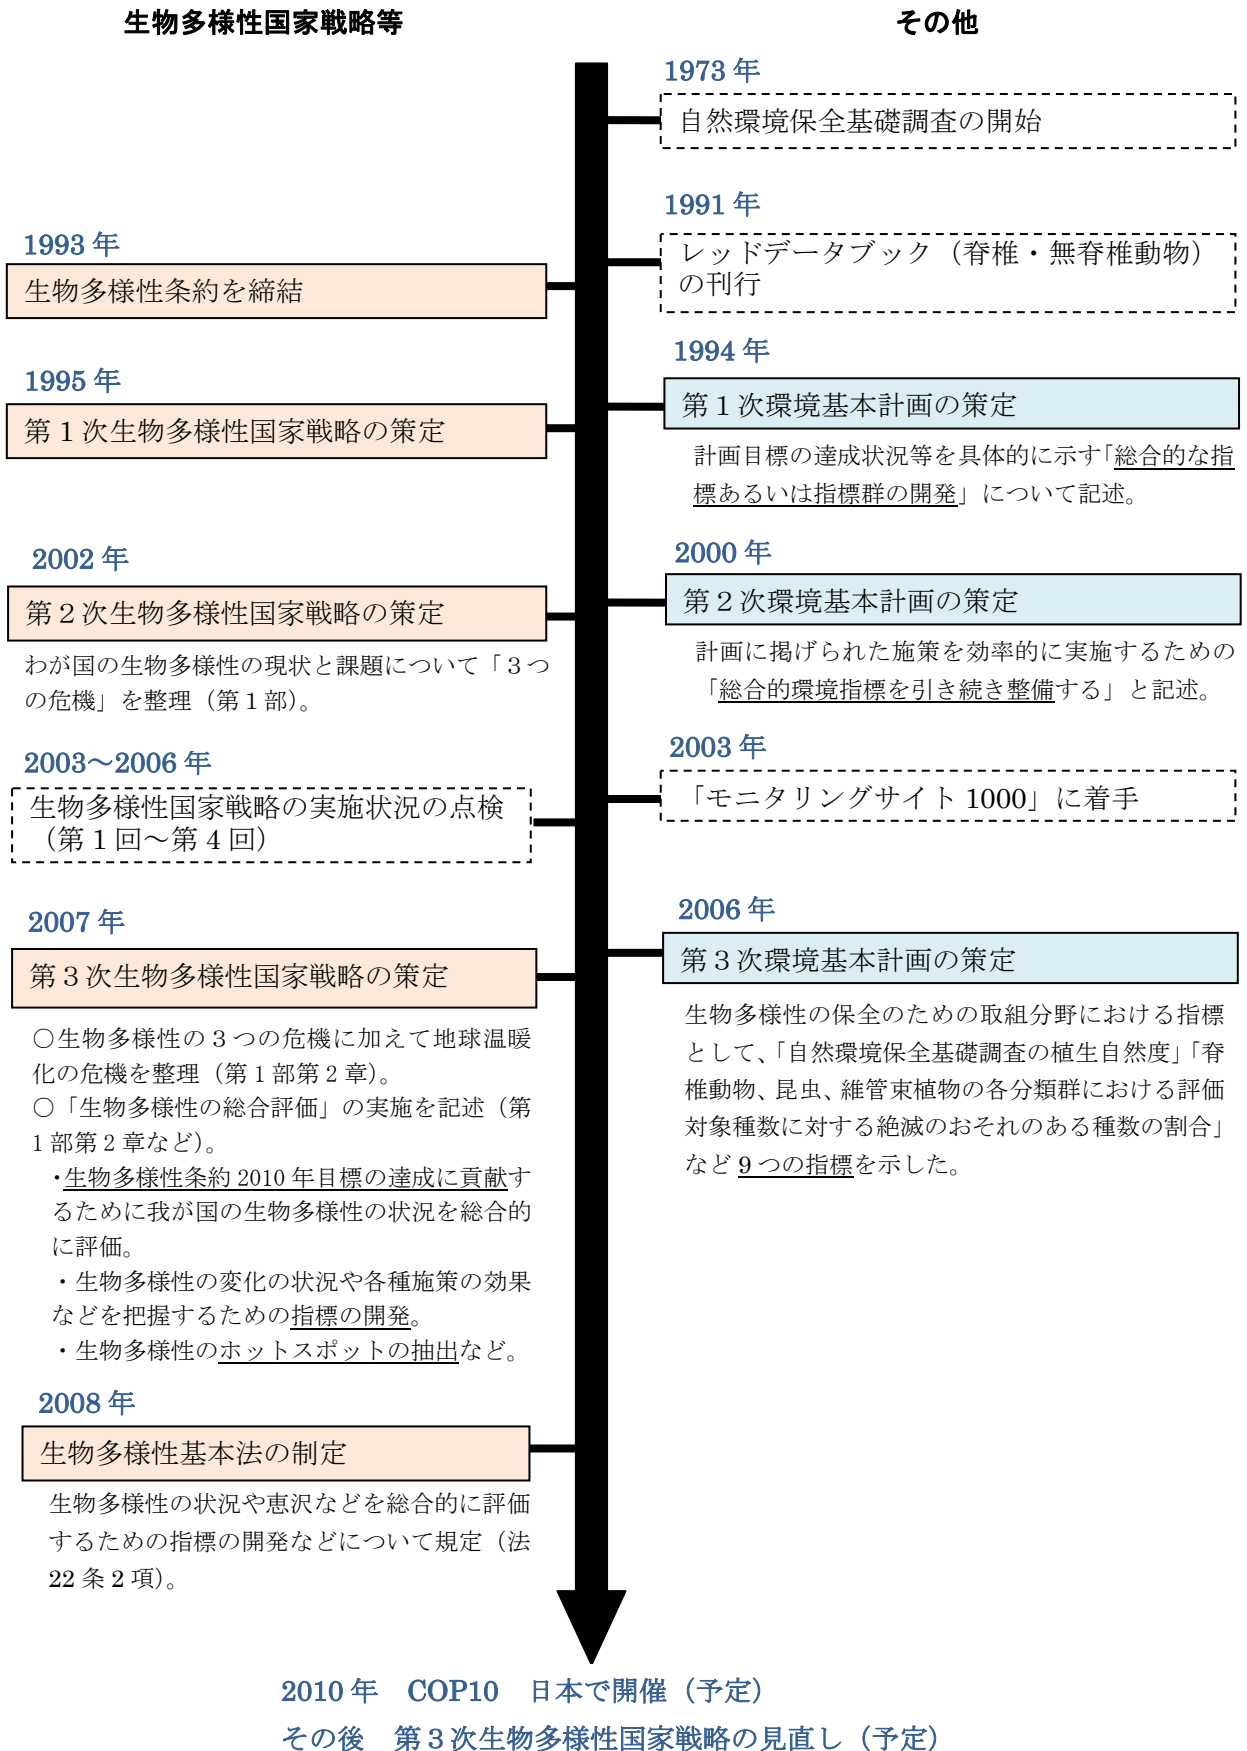 生物多様性国家戦略等
その他
1973 年
自然環境保全基礎調査の開始
1991 年
レッドデータブック（脊椎・無脊椎動物）
の刊行
1993 年
生物多様性条約を締結
1994 年
第１次環境基本計画の策定
計画目標の達成状況等を具体的に示す「総合的な指
標あるいは指標群の開発」について記述。
1995 年
第 1 次生物多様性国家戦略の策定
2000 年
第２次環境基本計画の策定
計画に掲げられた施策を効率的に実施するための
「総合的環境指標を引き続き整備する」と記述。
2002 年
第２次生物多様性国家戦略の策定
わが国の生物多様性の現状と課題について「３つ
の危機」を整理（第１部）。
2003 年
「モニタリングサイト 1000」に着手
2003～2006 年
生物多様性国家戦略の実施状況の点検
（第 1 回～第 4 回）
2006 年
第３次環境基本計画の策定
生物多様性の保全のための取組分野における指標
として、「自然環境保全基礎調査の植生自然度」「脊
椎動物、昆虫、維管束植物の各分類群における評価
対象種数に対する絶滅のおそれのある種数の割合」
など 9 つの指標を示した。
2007 年
第３次生物多様性国家戦略の策定
○生物多様性の３つの危機に加えて地球温暖
化の危機を整理（第 1 部第 2 章）。
○「生物多様性の総合評価」の実施を記述（第
1 部第 2 章など）。
・生物多様性条約 2010 年目標の達成に貢献す
るために我が国の生物多様性の状況を総合的
に評価。
・生物多様性の変化の状況や各種施策の効果
などを把握するための指標の開発。
・生物多様性のホットスポットの抽出など。
2008 年
生物多様性基本法の制定
生物多様性の状況や恵沢などを総合的に評価
するための指標の開発などについて規定（法
22 条 2 項）。
2010 年　COP10　日本で開催（予定）
その後　第３次生物多様性国家戦略の見直し（予定）